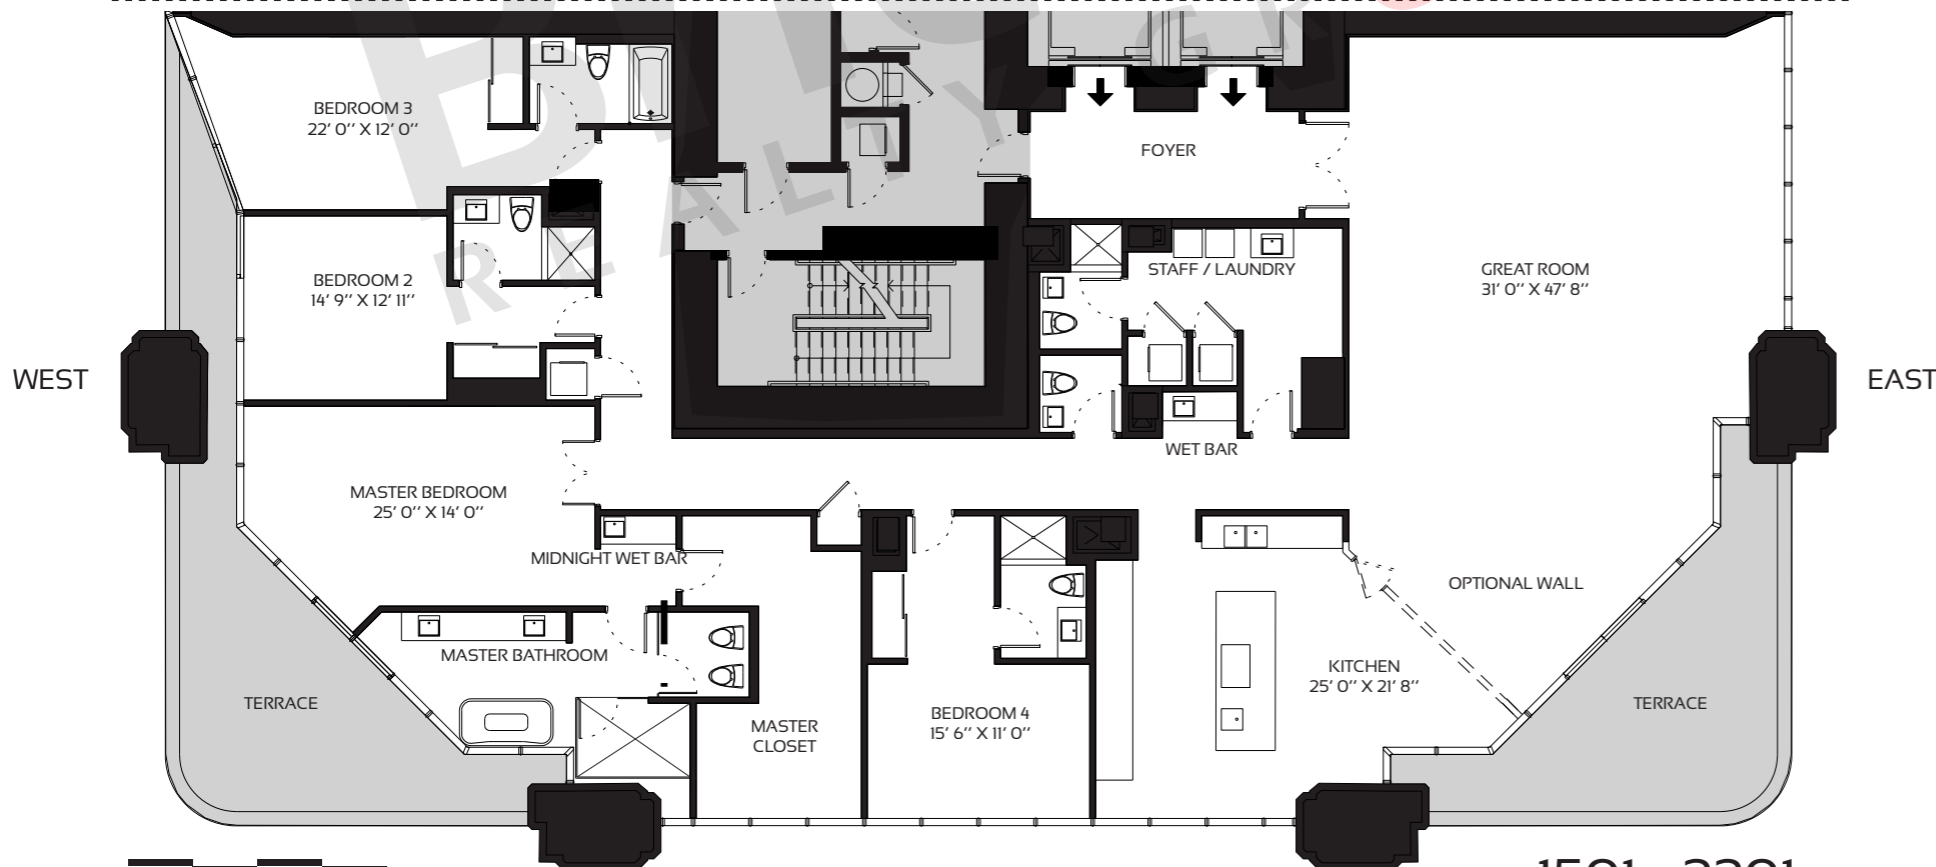 BEDROOM 3
22' 0'' X 12' 0''
FOYER
REALTY GR
BEDROOM 2
14' 9'' X 12' 11''
STAFF / LAUNDRY
GREAT ROOM
31' 0'' X 47' 8''
WEST
EAST
WET BAR
MASTER BEDROOM
25' 0'' X 14' 0''
MIDNIGHT WET BAR
OPTIONAL WALL
MASTER BATHROOM
KITCHEN
25' 0'' X 21' 8''
TERRACE
MASTER
CLOSET
BEDROOM 4
15' 6'' X 11' 0''
TERRACE